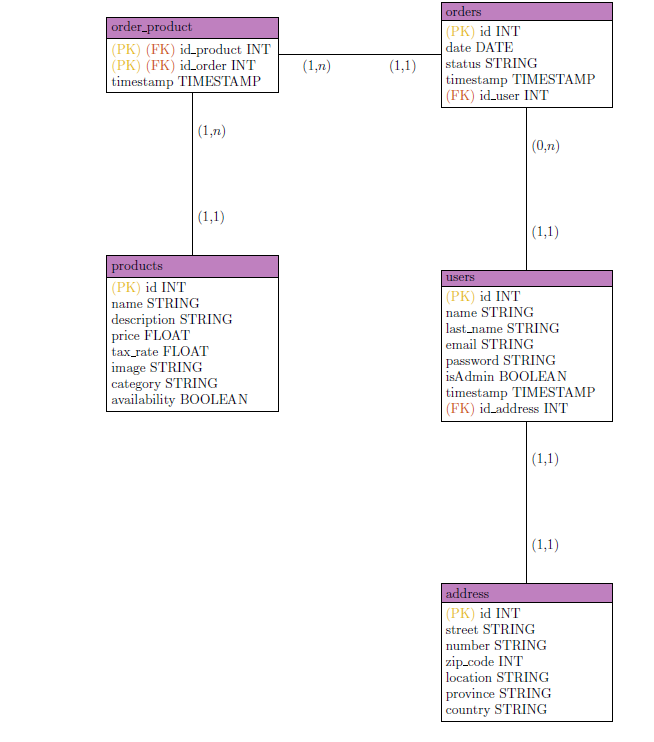 order_product
(PK) (FK) id_product INT
(PK) (FK) id_order INT
timestamp TIMESTAMP
(1,n)
(1,1)
orders
(PK) id INT
date DATE
status STRING
timestamp TIMESTAMP
(FK) id_user INT
(1,n)
(1,1)
(0,n)
(1,1)
products
(PK) id INT
name STRING
description STRING
price FLOAT
tax_rate FLOAT
image STRING
category STRING
availability BOOLEAN
users
(PK) id INT
name STRING
last_name STRING
email STRING
password STRING
isAdmin BOOLEAN
timestamp TIMESTAMP
(FK) id_address INT
(1,1)
(1,1)
address
(PK) id INT
street STRING
number STRING
zip_code INT
location STRING
province STRING
country STRING